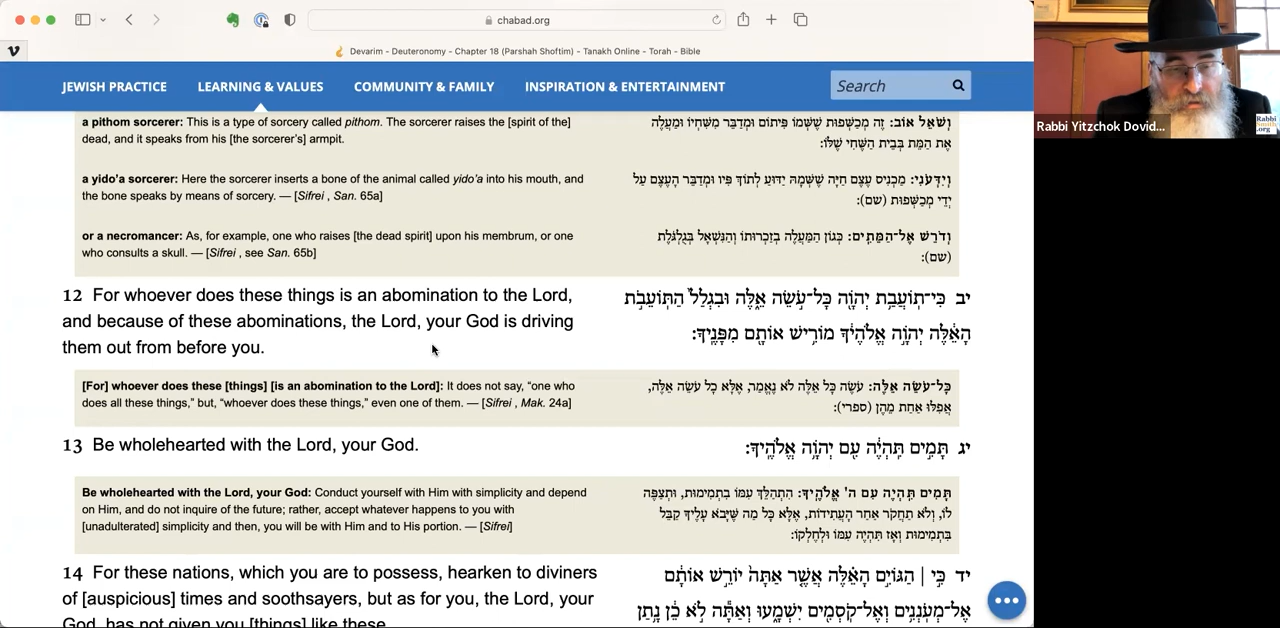 chabad.org
Devarim - Deuteronomy - Chapter 18 (Parshah Shoftim) - Tanakh Online - Torah - Bible
JEWISH PRACTICE LEARNING & VALUES COMMUNITY & FAMILY INSPIRATION & ENTERTAINMENT Search
a pithom sorcerer: This is a type of sorcery called pithom. The sorcerer raises the [spirit of the]
dead, and it speaks from his [the sorcerer's] armpit.
וְשֹׁאֵל אוֹב: זֶה מְכַשְּׁפוּת שֶׁשְּׁמוֹ פִּיתוֹם וּמְדַבֵּר מִשֶּׁחְיוֹ וּמַעֲלֶה
אֶת הַמֵּת בְּבֵית הַשֶּׁחִי שֶׁלּוֹ:
a yido'a sorcerer: Here the sorcerer inserts a bone of the animal called yido'a into his mouth, and
the bone speaks by means of sorcery. — [Sifrei , San. 65a]
וְיִדְּעֹנִי: מַכְנִיס עֶצֶם חַיָּה שֶׁשְּׁמָהּ יַדּוּעַ לְתוֹךְ פִּיו וּמְדַבֵּר הָעֶצֶם עַל
יְדֵי מְכַשְּׁפוּת (שם):
or a necromancer: As, for example, one who raises [the dead spirit] upon his membrum, or one
who consults a skull. — [Sifrei , see San. 65b]
וְדֹרֵשׁ אֶל־הַמֵּתִים: כְּגוֹן הַמַּעֲלֶה בִזְכְרוּתוֹ וְהַנִּשְׁאָל בְּגֻלְגֹּלֶת
(שם):
12 For whoever does these things is an abomination to the Lord,
and because of these abominations, the Lord, your God is driving
them out from before you.
יב כִּי־תוֹעֲבַת יְהֹוָה כָּל־עֹשֵׂה אֵלֶּה וּבִגְלַל הַתּוֹעֵבֹת
הָאֵלֶּה יְהֹוָה אֱלֹהֶיךָ מוֹרִישׁ אוֹתָם מִפָּנֶיךָ:
[For] whoever does these [things] [is an abomination to the Lord]: It does not say, “one who
does all these things,” but, “whoever does these things,” even one of them. — [Sifrei , Mak. 24a]
כָּל־עֹשֵׂה אֵלֶּה: עֹשֵׂה כָּל אֵלֶּה לֹא נֶאֱמַר, אֶלָּא כָל עֹשֵׂה אֵלֶּה,
אֲפִלּוּ אַחַת מֵהֶן (ספרי):
13 Be wholehearted with the Lord, your God.
יג תָּמִים תִּהְיֶה עִם יְהֹוָה אֱלֹהֶיךָ:
Be wholehearted with the Lord, your God: Conduct yourself with Him with simplicity and depend
on Him, and do not inquire of the future; rather, accept whatever happens to you with
[unadulterated] simplicity and then, you will be with Him and to His portion. — [Sifrei]
תָּמִים תִּהְיֶה עִם ה' אֱלֹהֶיךָ: הִתְהַלֵּךְ עִמּוֹ בִתְמִימוּת, וּתְצַפֶּה
לוֹ, וְלֹא תַחֲקֹר אַחַר הָעֲתִידוֹת, אֶלָּא כָּל מַה שֶּׁיָּבֹא עָלֶיךָ קַבֵּל
בִּתְמִימוּת וְאָז תִּהְיֶה עִמּוֹ וּלְחֶלְקוֹ:
14 For these nations, which you are to possess, hearken to diviners
of [auspicious] times and soothsayers, but as for you, the Lord, your
God, has not given you [things] like these.
יד כִּי | הַגּוֹיִם הָאֵלֶּה אֲשֶׁר אַתָּה יוֹרֵשׁ אוֹתָם
אֶל־מְעֹנְנִים וְאֶל־קֹסְמִים יִשְׁמָעוּ וְאַתָּה לֹא כֵן נָתַן
Rabbi Yitzchok Dovid...